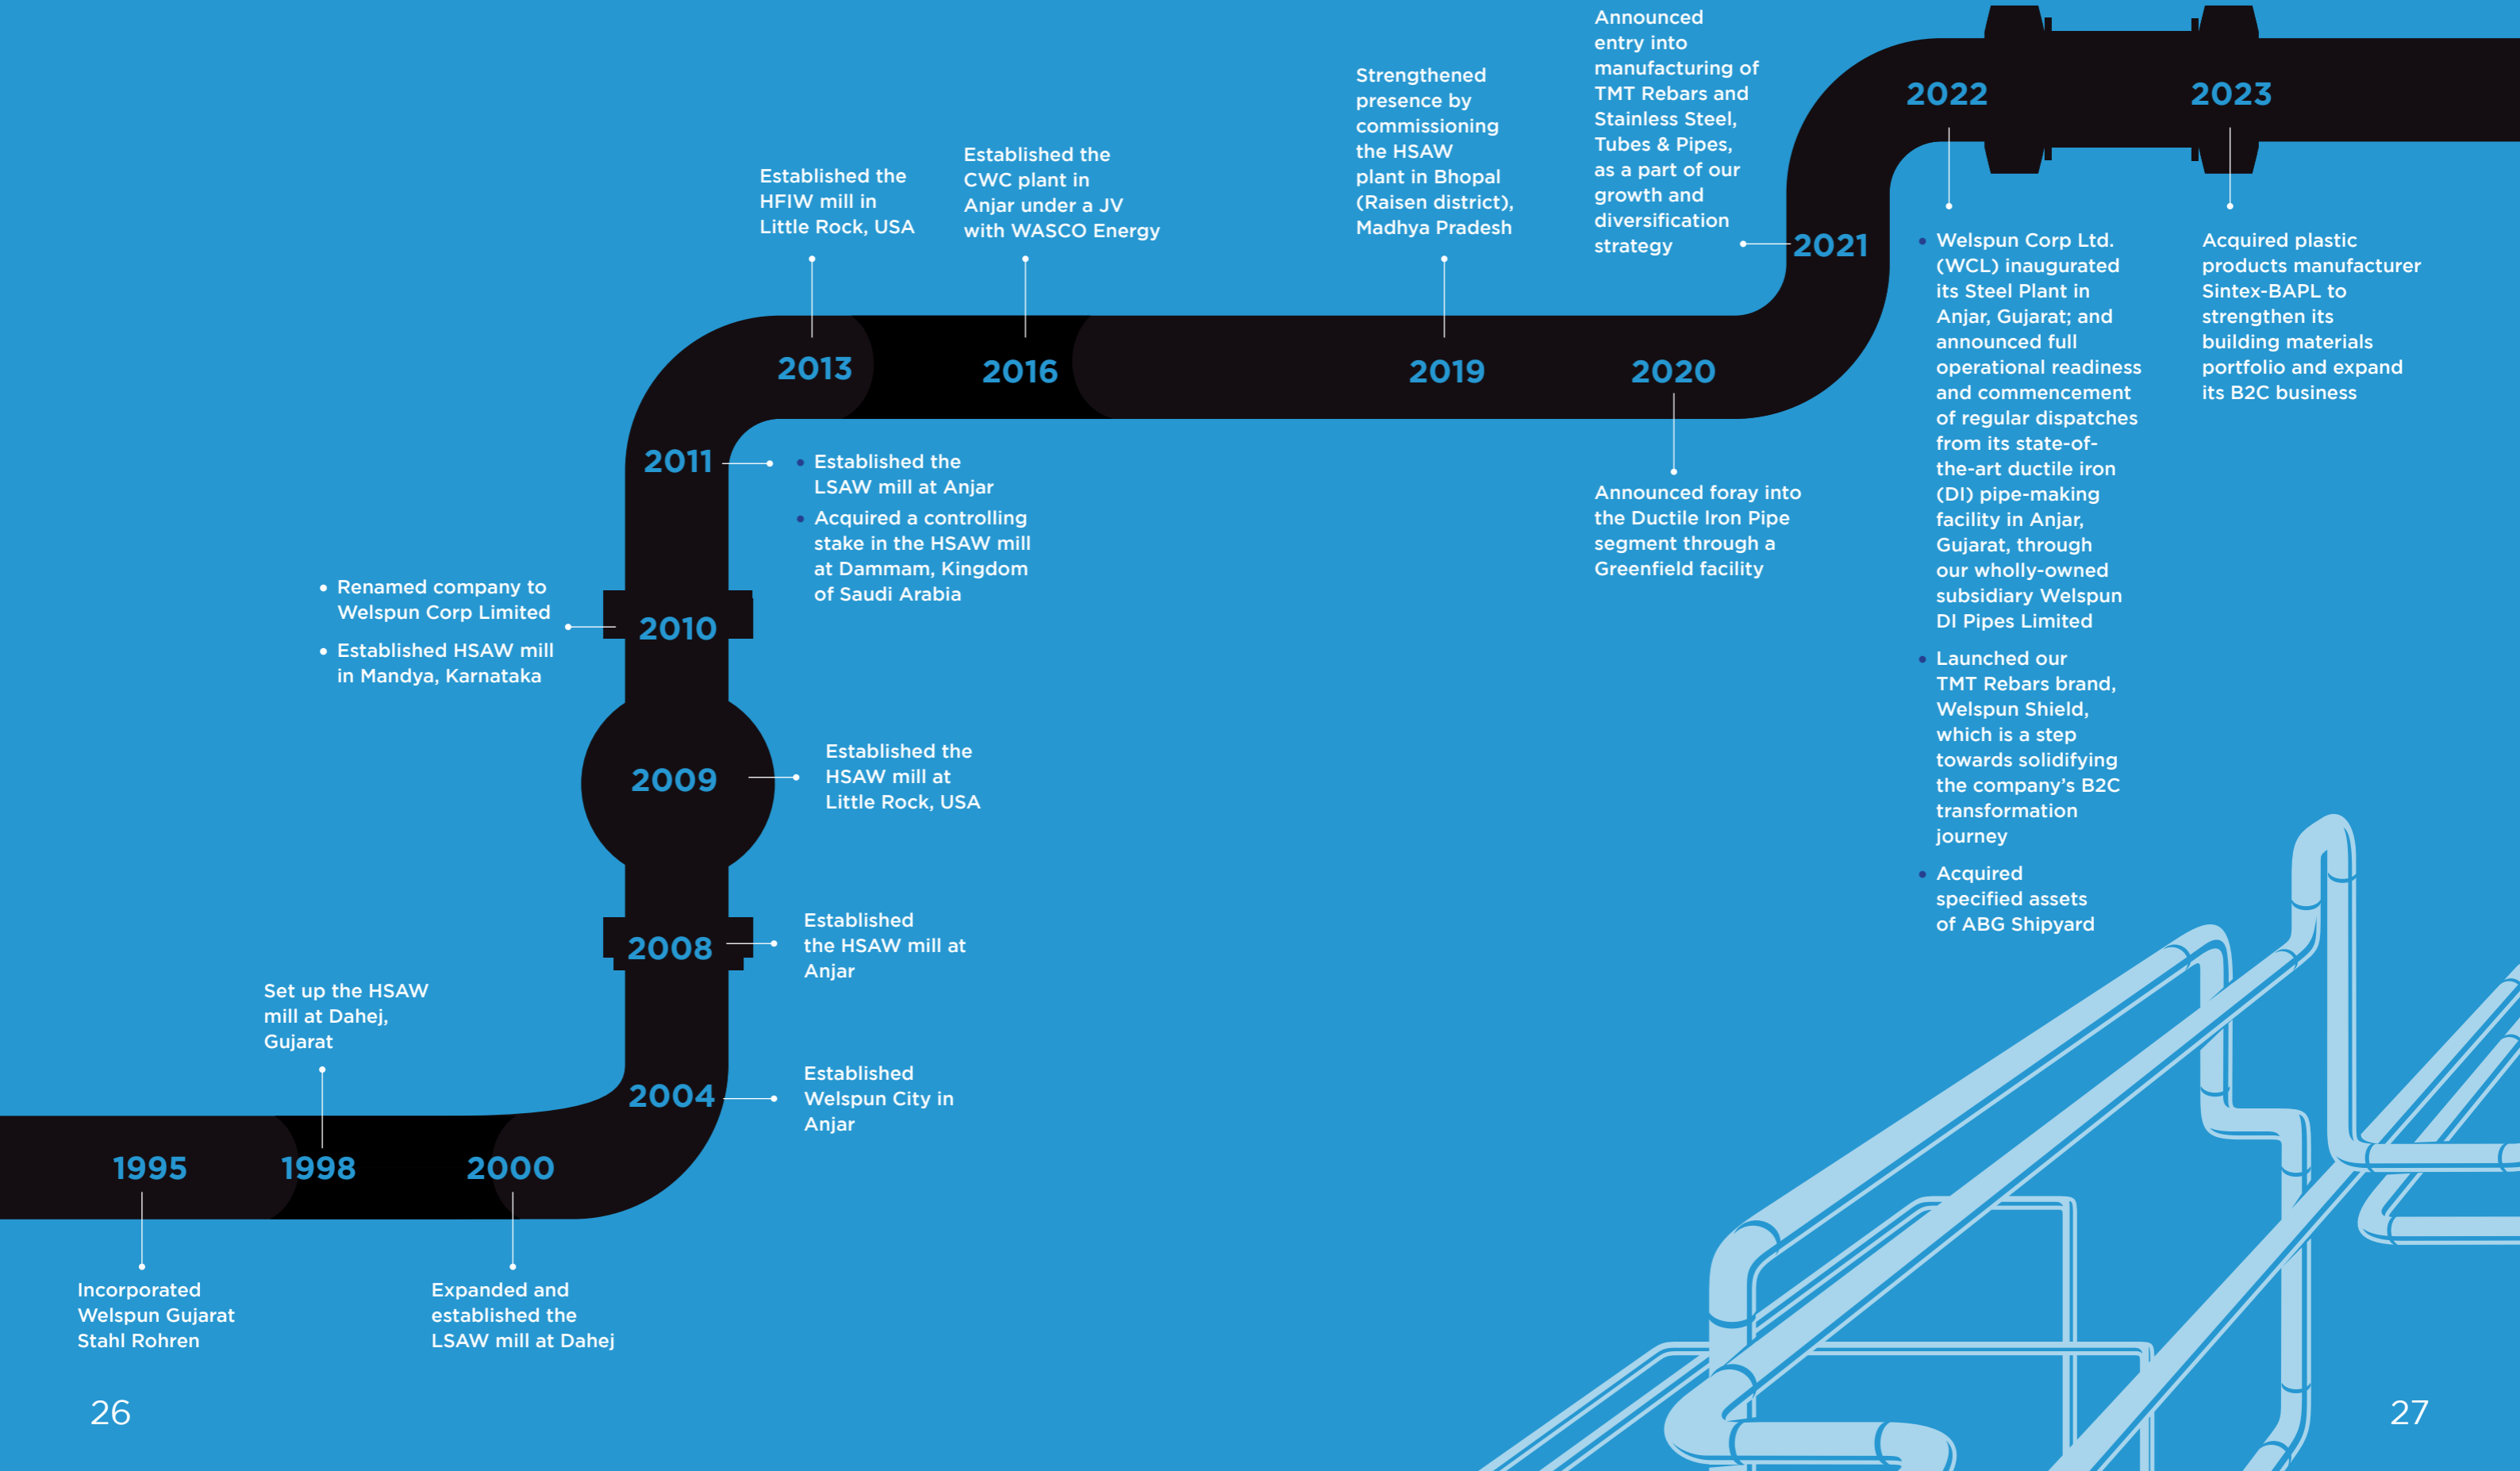 1995
Incorporated
Welspun Gujarat
Stahl Rohren
Set up the HSAW
mill at Dahej,
Gujarat
1998
2000
Expanded and
established the
LSAW mill at Dahej
2004
Established
Welspun City in
Anjar
2008
Established
the HSAW mill at
Anjar
2009
Established the
HSAW mill at
Little Rock, USA
• Renamed company to
Welspun Corp Limited
• Established HSAW mill
in Mandya, Karnataka
2010
2011
• Established the
LSAW mill at Anjar
• Acquired a controlling
stake in the HSAW mill
at Dammam, Kingdom
of Saudi Arabia
Established the
HFIW mill in
Little Rock, USA
2013
Established the
CWC plant in
Anjar under a JV
with WASCO Energy
2016
Strengthened
presence by
commissioning
the HSAW
plant in Bhopal
(Raisen district),
Madhya Pradesh
2019
2020
Announced foray into
the Ductile Iron Pipe
segment through a
Greenfield facility
Announced
entry into
manufacturing of
TMT Rebars and
Stainless Steel,
Tubes & Pipes,
as a part of our
growth and
diversification
strategy
2021
2022
• Welspun Corp Ltd.
(WCL) inaugurated
its Steel Plant in
Anjar, Gujarat; and
announced full
operational readiness
and commencement
of regular dispatches
from its state-of-
the-art ductile iron
(DI) pipe-making
facility in Anjar,
Gujarat, through
our wholly-owned
subsidiary Welspun
DI Pipes Limited
• Launched our
TMT Rebars brand,
Welspun Shield,
which is a step
towards solidifying
the company's B2C
transformation
journey
• Acquired
specified assets
of ABG Shipyard
2023
Acquired plastic
products manufacturer
Sintex-BAPL to
strengthen its
building materials
portfolio and expand
its B2C business
26
27